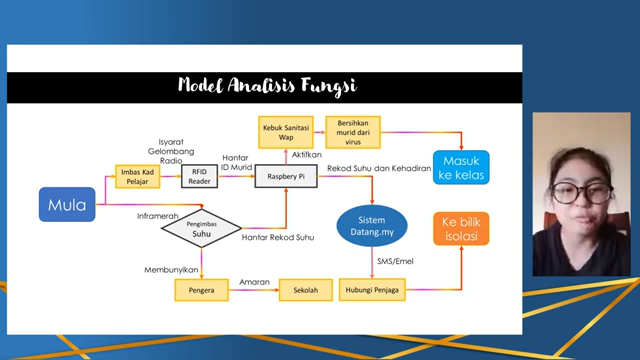 Model Analisis Fungsi
Kebuk Sanitasi
Wap
Bersihkan
murid dari
virus
Isyarat
Gelombang
Radio
Hantar
ID Murid
Aktifkan
Imbas Kad
Pelajar
RFID
Reader
Raspbery Pi
Rekod Suhu dan Kehadiran
Masuk
ke kelas
Mula
Inframerah
Pengimbas
Suhu
Hantar Rekod Suhu
Sistem
Datang.my
Ke bilik
isolasi
Membunyikan
SMS/Emel
Pengera
Amaran
Sekolah
Hubungi Penjaga